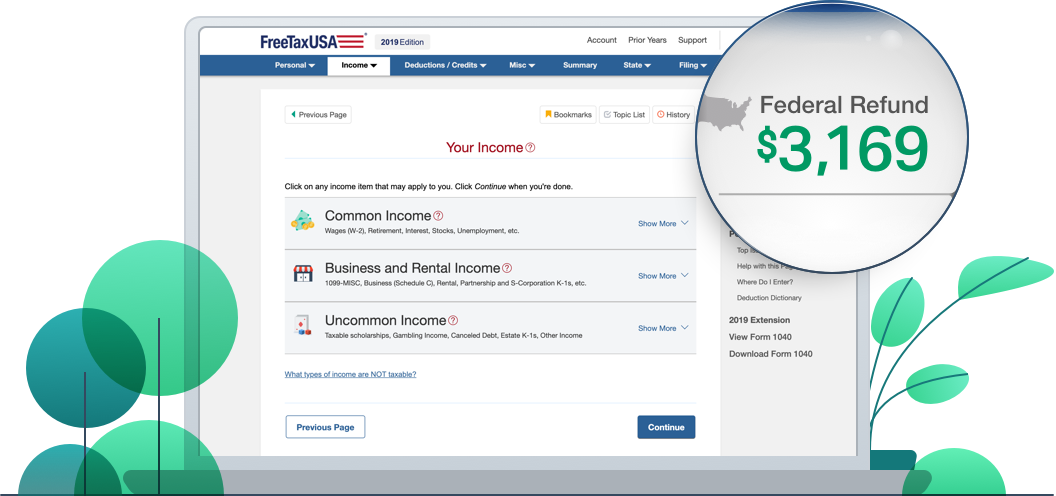 FreeTaxUSA® 2019 Edition
Account Prior Years Support
Personal Income Deductions / Credits Misc Summary State Filing
Previous Page
Bookmarks Topic List History
Your Income
Click on any income item that may apply to you. Click Continue when you're done.
Common Income
Wages (W-2), Retirement, Interest, Stocks, Unemployment, etc.
Show More
Business and Rental Income
1099-MISC, Business (Schedule C), Rental, Partnership and S-Corporation K-1s, etc.
Show More
Uncommon Income
Taxable scholarships, Gambling Income, Canceled Debt, Estate K-1s, Other Income
Show More
What types of income are NOT taxable?
Previous Page
Continue
Federal Refund
$3,169
Help with this
Where Do I Enter?
Deduction Dictionary
2019 Extension
View Form 1040
Download Form 1040